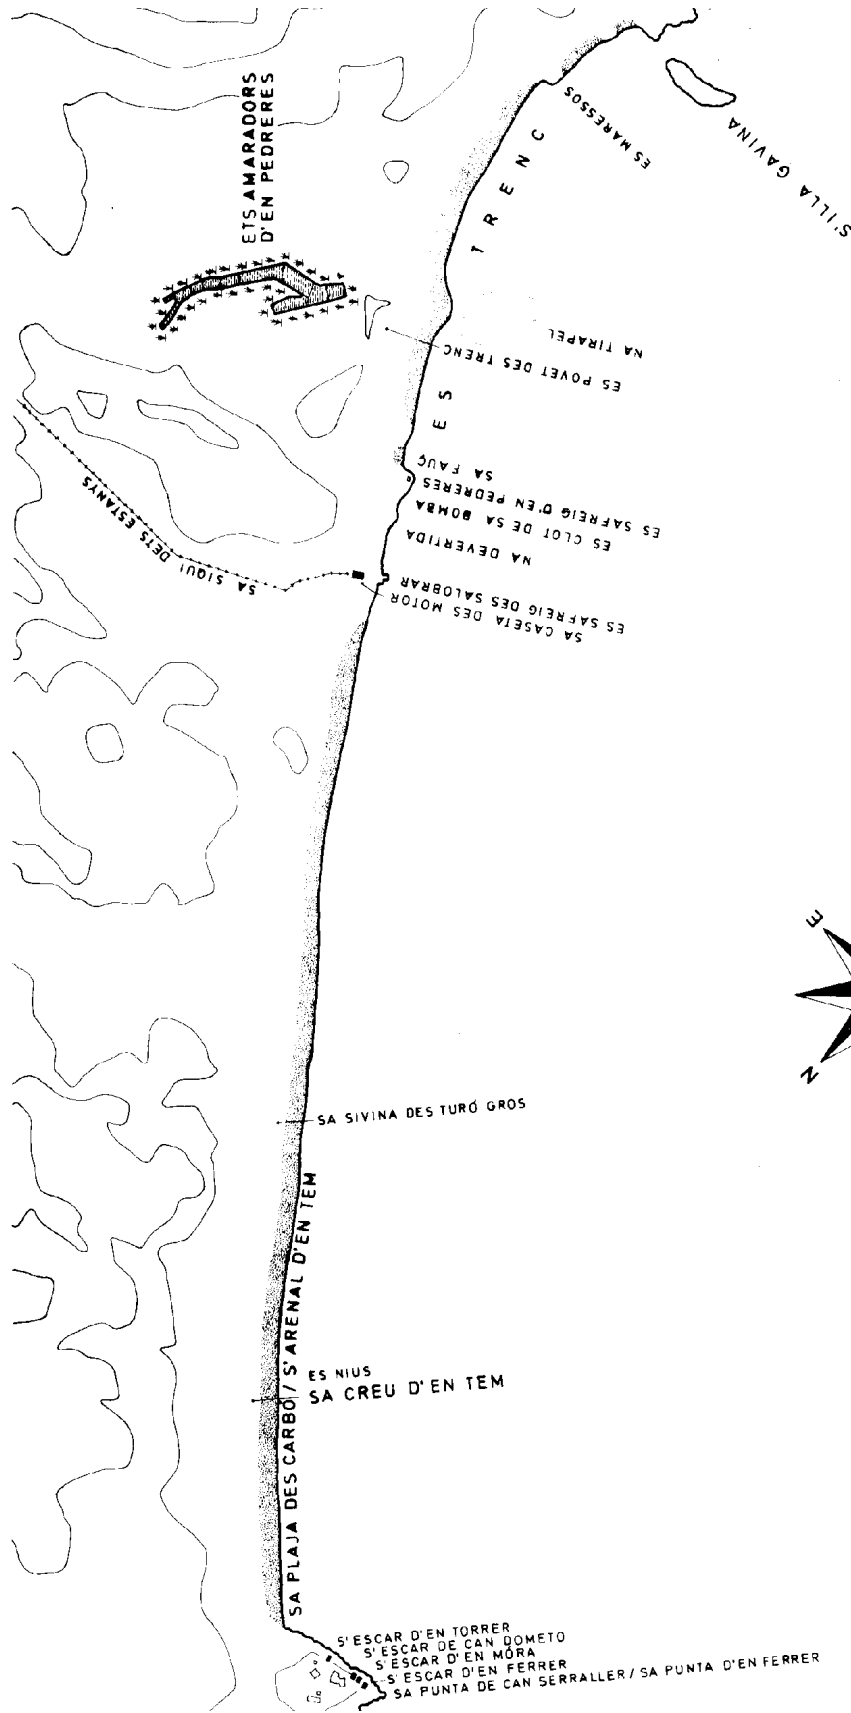 ETS AMARADORS
D'EN PEDRERES
ES MARESSOS
S'ILLA GAVINA
ES TRENC
NA TIRAPEL
ES POVET DES TRENC
SA FAUÇ
ES SAFREIG D'EN PEDRERES
ES CLOT DE SA BOMBA
NA DEVERTIDA
ES SAFREIG DES SALOBRAR
SA CASETA DES MOTOR
SA SIQUI DETS ESTANYS
E
N
SA SIVINA DES TURÓ GROS
SA PLAJA DES CARBÓ / S'ARENAL D'EN TEM
ES NIUS
SA CREU D'EN TEM
S'ESCAR D'EN TORRER
S'ESCAR DE CAN DOMETO
S'ESCAR D'EN MÓRA
S'ESCAR D'EN FERRER
SA PUNTA DE CAN SERRALLER / SA PUNTA D'EN FERRER